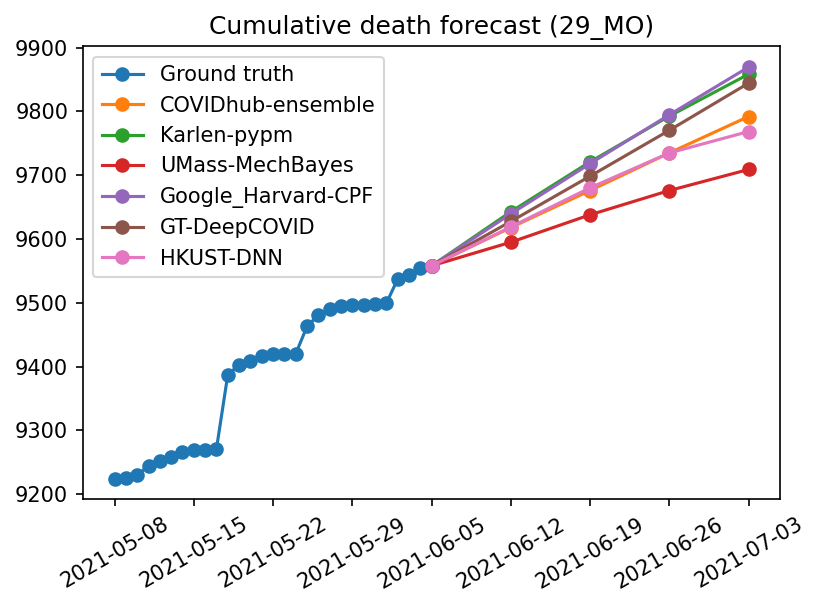 Cumulative death forecast (29_MO)
9900
9800
9700
9600
9500
9400
9300
9200
Ground truth
COVIDhub-ensemble
Karlen-pypm
UMass-MechBayes
Google_Harvard-CPF
GT-DeepCOVID
HKUST-DNN
2021-05-08
2021-05-15
2021-05-22
2021-05-29
2021-06-05
2021-06-12
2021-06-19
2021-06-26
2021-07-03